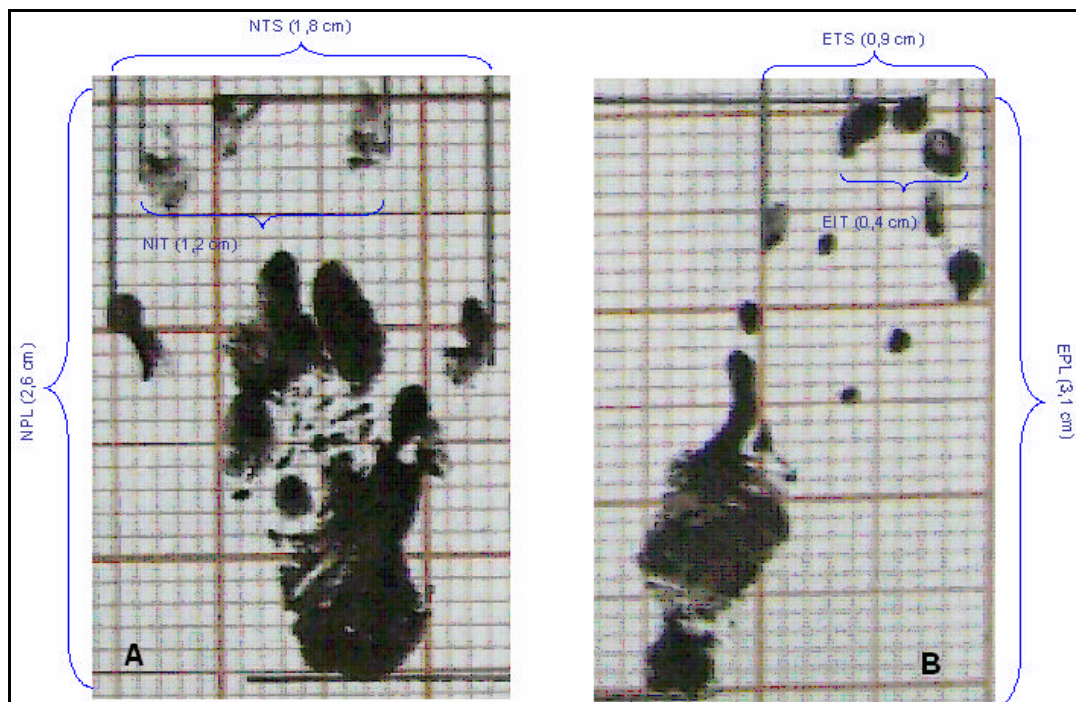 NTS (1,8 cm)
NPL (2,6 cm)
NIT (1,2 cm)
A
ETS (0,9 cm)
EIT (0,4 cm)
EPL (3,1 cm)
B